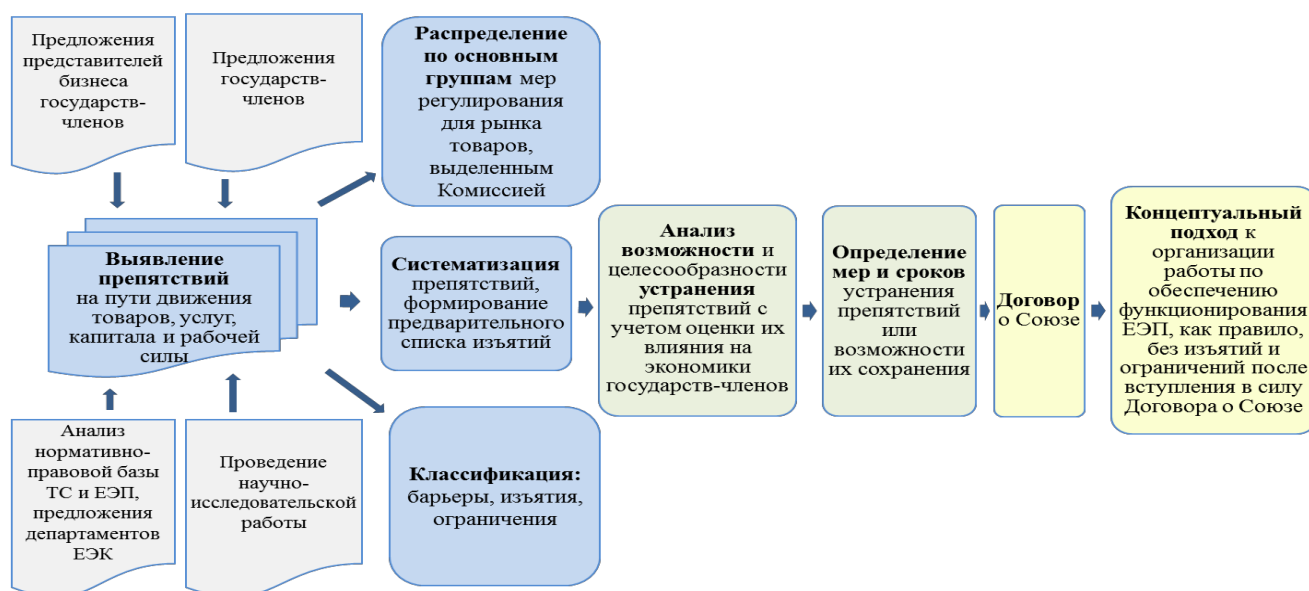 Предложения
представителей
бизнеса
государств-
членов
Предложения
государств-
членов
Распределение
по основным
группам мер
регулирования
для рынка
товаров,
выделенным
Комиссией
Выявление
препятствий
на пути движения
товаров, услуг,
капитала и рабочей
силы
Систематизация
препятствий,
формирование
предварительного
списка изъятий
Анализ
возможности и
целесообразности
устранения
препятствий с
учетом оценки их
влияния на
экономики
государств-членов
Определение
мер и сроков
устранения
препятствий или
возможности
их сохранения
Договор
о Союзе
Концептуальный
подход к
организации
работы по
обеспечению
функционирования
ЕЭП, как правило,
без изъятий и
ограничений после
вступления в силу
Договора о Союзе
Анализ
нормативно-
правовой базы
ТС и ЕЭП,
предложения
департаментов
ЕЭК
Проведение
научно-
исследовательской
работы
Классификация:
барьеры, изъятия,
ограничения